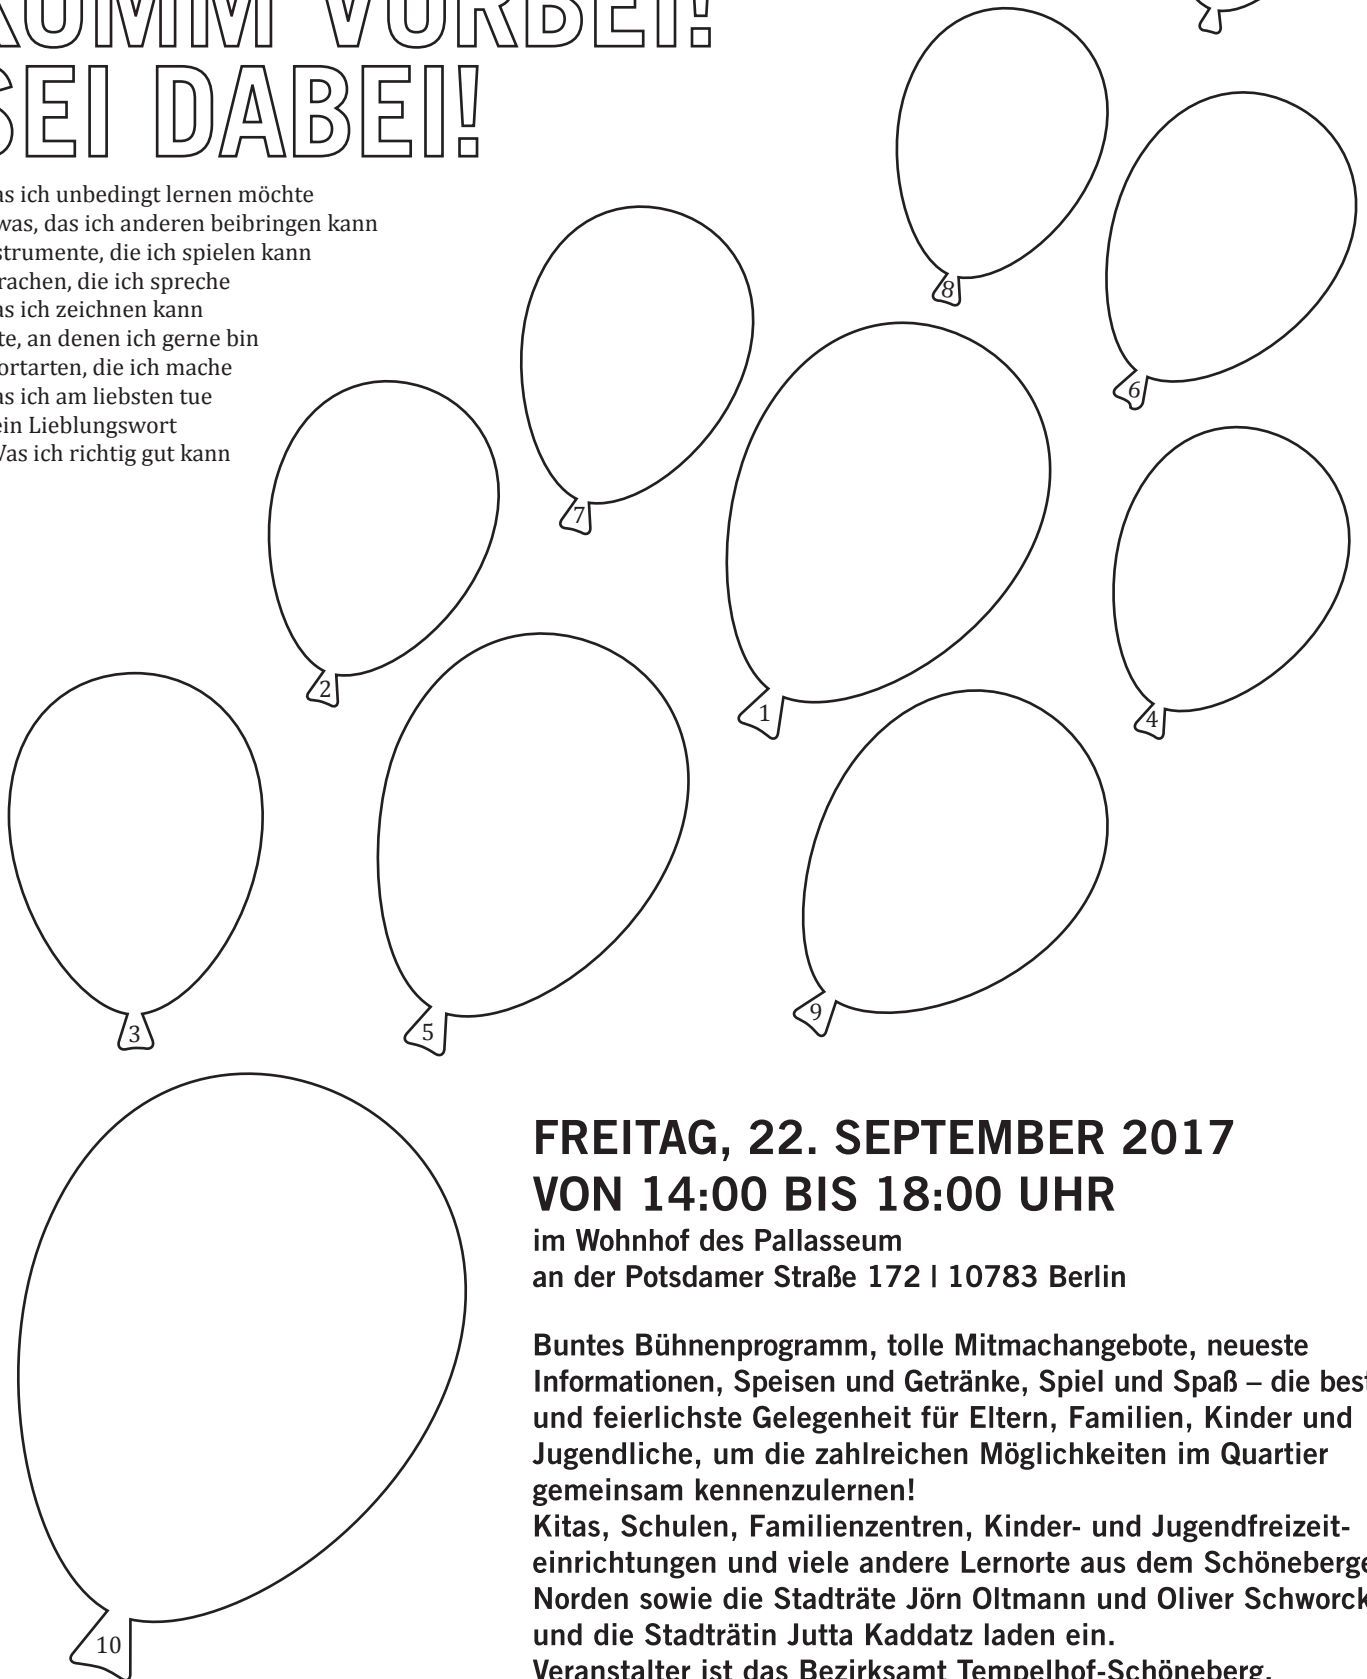 KOMM VORBEI!
SEI DABEI!
as ich unbedingt lernen möchte
was, das ich anderen beibringen kann
strumente, die ich spielen kann
rachen, die ich spreche
as ich zeichnen kann
te, an denen ich gerne bin
ortarten, die ich mache
as ich am liebsten tue
ein Lieblungswort
Was ich richtig gut kann
8
6
7
2
1
4
3
5
9
10
FREITAG, 22. SEPTEMBER 2017
VON 14:00 BIS 18:00 UHR
im Wohnhof des Pallasseum
an der Potsdamer Straße 172 | 10783 Berlin
Buntes Bühnenprogramm, tolle Mitmachangebote, neueste
Informationen, Speisen und Getränke, Spiel und Spaß – die best
und feierlichste Gelegenheit für Eltern, Familien, Kinder und
Jugendliche, um die zahlreichen Möglichkeiten im Quartier
gemeinsam kennenzulernen!
Kitas, Schulen, Familienzentren, Kinder- und Jugendfreizeit-
einrichtungen und viele andere Lernorte aus dem Schöneberge
Norden sowie die Stadträte Jörn Oltmann und Oliver Schworck
und die Stadträtin Jutta Kaddatz laden ein.
Veranstalter ist das Bezirksamt Tempelhof-Schöneberg.